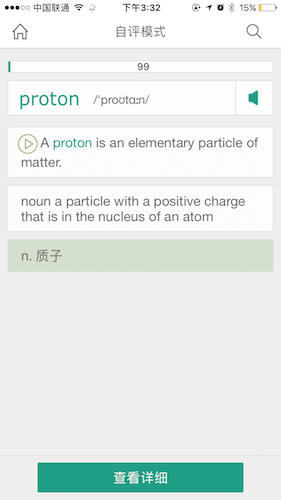 中国联通 下午3:32 15%
自评模式
99
proton /'proʊtɑːn/
A proton is an elementary particle of
matter.
noun a particle with a positive charge
that is in the nucleus of an atom
n. 质子
查看详细